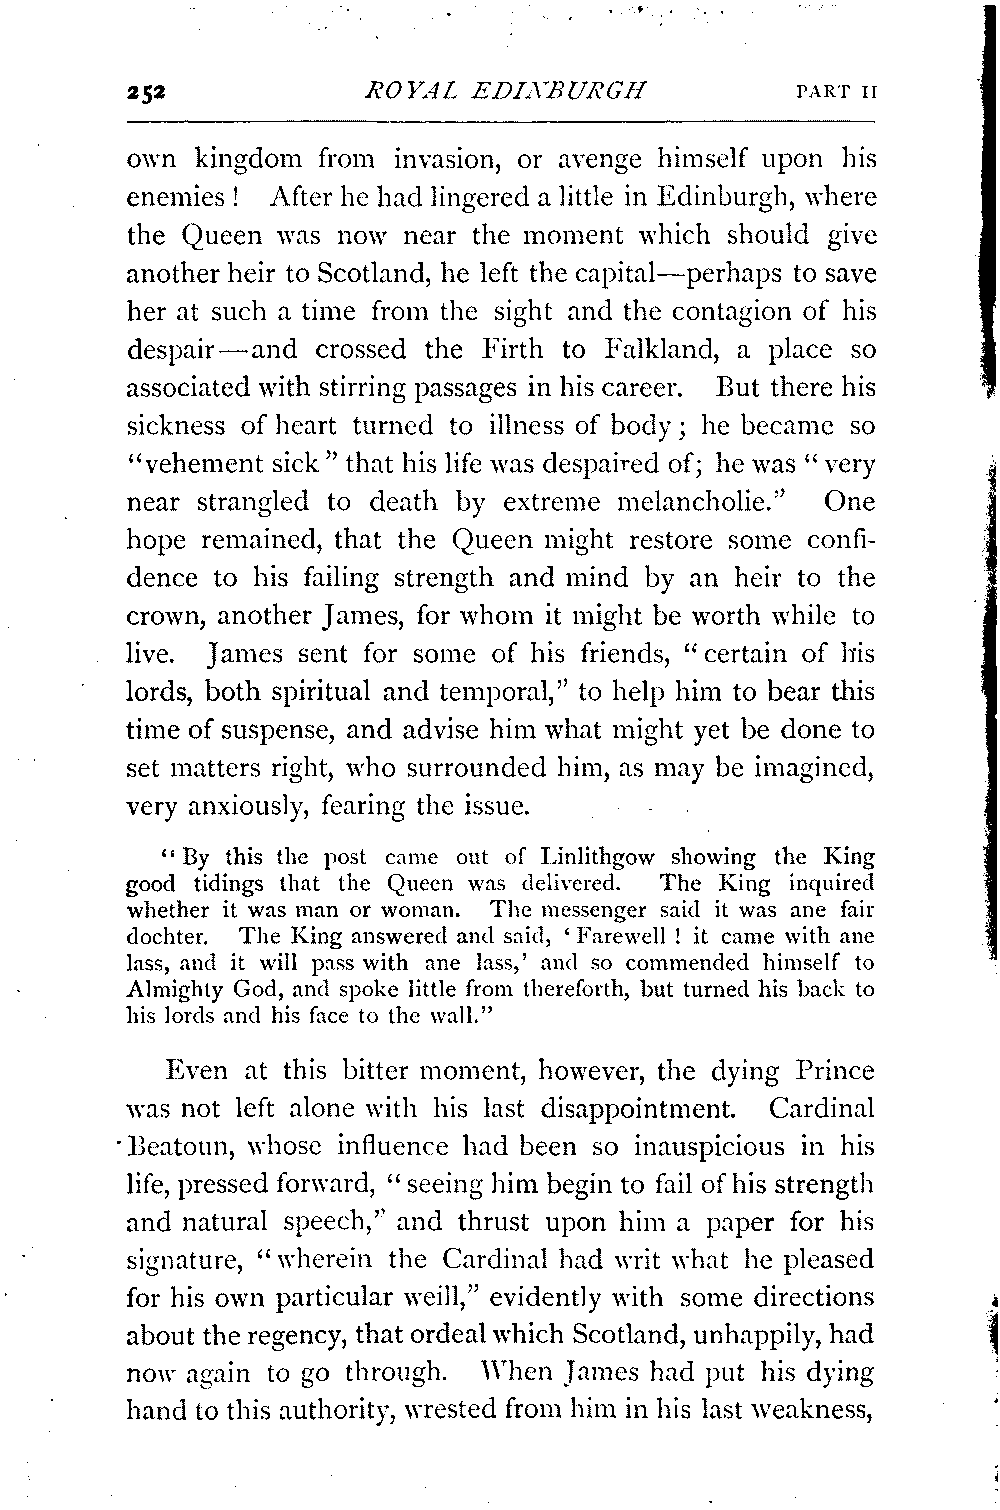 252 ROYAL EDINBURGH PART II
own kingdom from invasion, or avenge himself upon his
enemies! After he had lingered a little in Edinburgh, where
the Queen was now near the moment which should give
another heir to Scotland, he left the capital—perhaps to save
her at such a time from the sight and the contagion of his
despair—and crossed the Firth to Falkland, a place so
associated with stirring passages in his career. But there his
sickness of heart turned to illness of body; he became so
"vehement sick" that his life was despaired of; he was "very
near strangled to death by extreme melancholie." One
hope remained, that the Queen might restore some confi-
dence to his failing strength and mind by an heir to the
crown, another James, for whom it might be worth while to
live. James sent for some of his friends, "certain of his
lords, both spiritual and temporal," to help him to bear this
time of suspense, and advise him what might yet be done to
set matters right, who surrounded him, as may be imagined,
very anxiously, fearing the issue.
"By this the post came out of Linlithgow showing the King
good tidings that the Queen was delivered. The King inquired
whether it was man or woman. The messenger said it was ane fair
dochter. The King answered and said, 'Farewell! it came with ane
lass, and it will pass with ane lass,' and so commended himself to
Almighty God, and spoke little from thereforth, but turned his back to
his lords and his face to the wall."
Even at this bitter moment, however, the dying Prince
was not left alone with his last disappointment. Cardinal
Beatoun, whose influence had been so inauspicious in his
life, pressed forward, "seeing him begin to fail of his strength
and natural speech," and thrust upon him a paper for his
signature, "wherein the Cardinal had writ what he pleased
for his own particular weill," evidently with some directions
about the regency, that ordeal which Scotland, unhappily, had
now again to go through. When James had put his dying
hand to this authority, wrested from him in his last weakness,